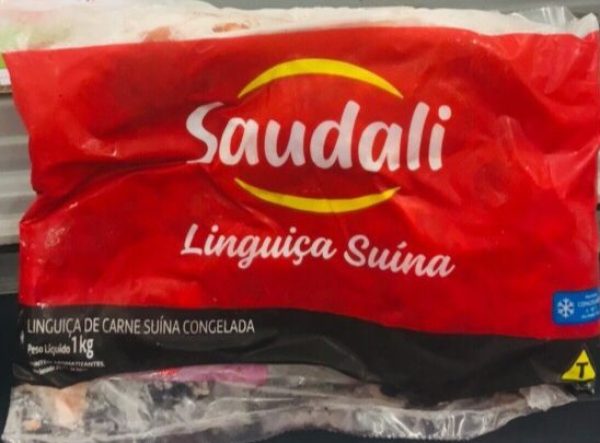 Saudali
Linguiça Suína
LINGUIÇA DE CARNE SUÍNA CONGELADA
Peso Líquido 1kg
T